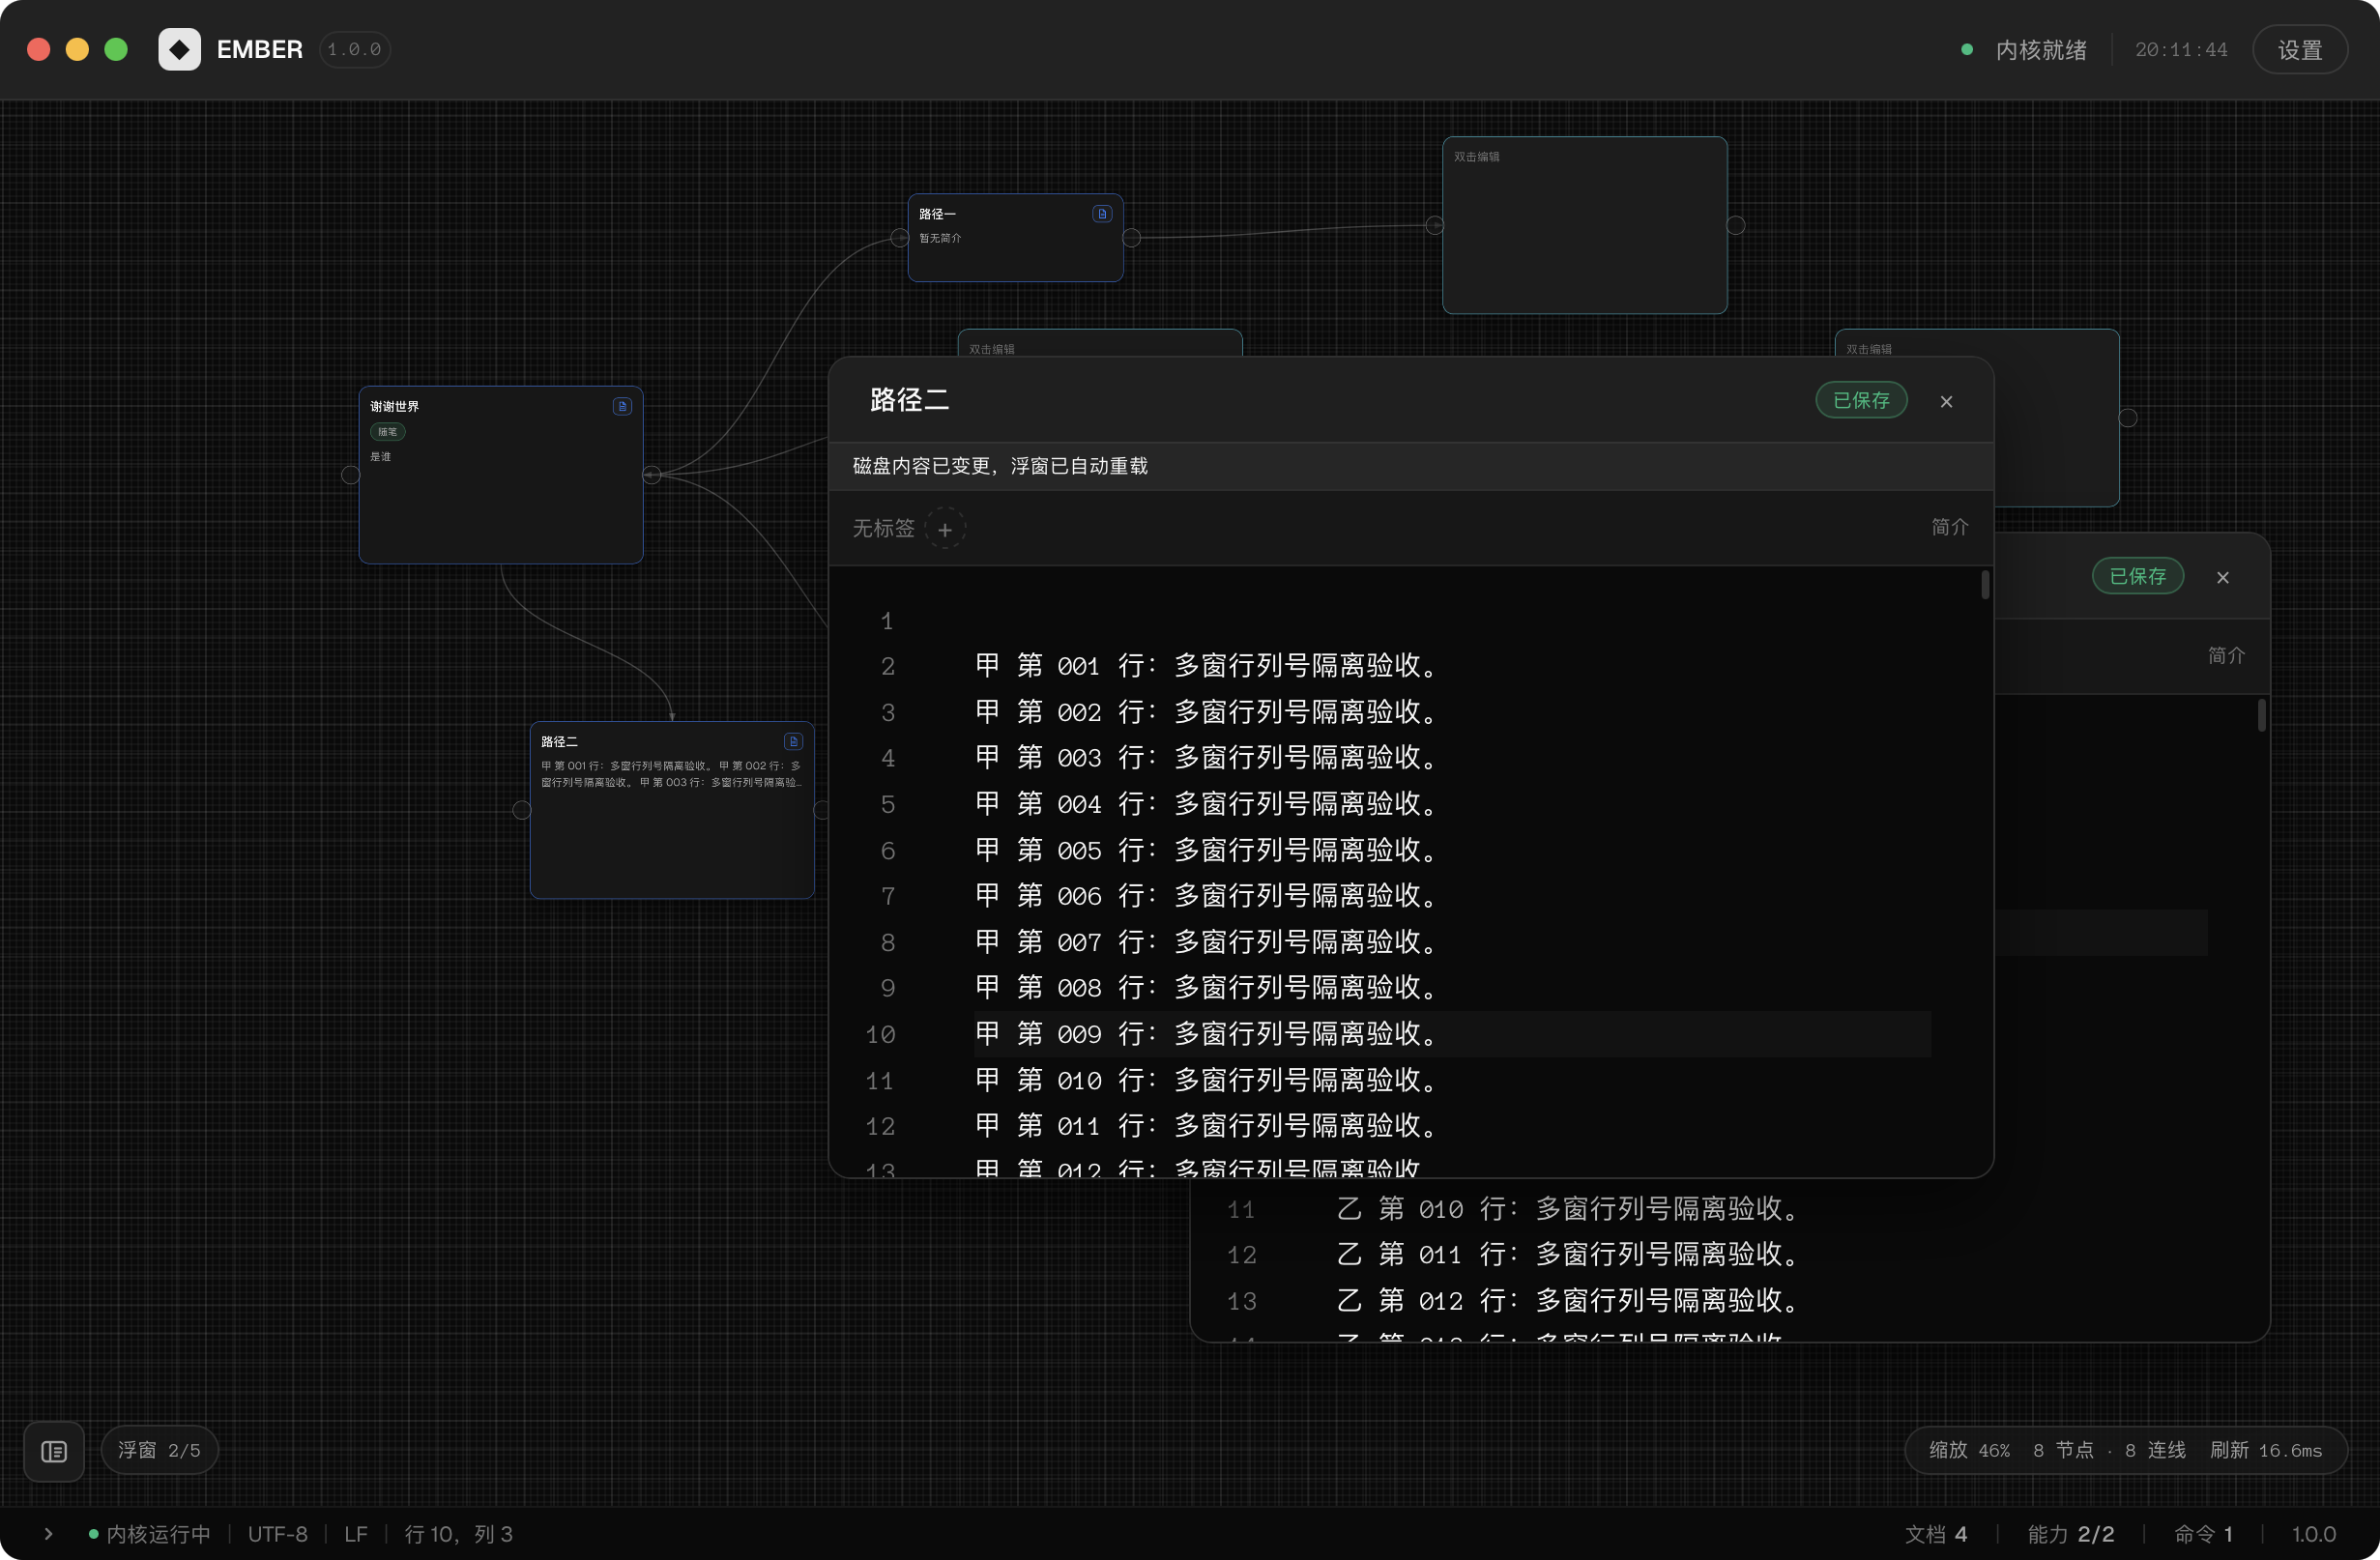 EMBER 1.0.0
内核就绪 20:11:44 设置
双击编辑
路径一
暂无简介
双击编辑
双击编辑
谢谢世界
随笔
是谁
路径二
甲 第 001 行：多窗行列号隔离验收。 甲 第 002 行：多
窗行列号隔离验收。 甲 第 003 行：多窗行列号隔离验...
路径二 已保存 ×
磁盘内容已变更，浮窗已自动重载
无标签 + 简介
1
2 甲 第 001 行：多窗行列号隔离验收。
3 甲 第 002 行：多窗行列号隔离验收。
4 甲 第 003 行：多窗行列号隔离验收。
5 甲 第 004 行：多窗行列号隔离验收。
6 甲 第 005 行：多窗行列号隔离验收。
7 甲 第 006 行：多窗行列号隔离验收。
8 甲 第 007 行：多窗行列号隔离验收。
9 甲 第 008 行：多窗行列号隔离验收。
10 甲 第 009 行：多窗行列号隔离验收。
11 甲 第 010 行：多窗行列号隔离验收。
12 甲 第 011 行：多窗行列号隔离验收。
13 甲 第 012 行：多窗行列号隔离验收
已保存 ×
简介
11 乙 第 010 行：多窗行列号隔离验收。
12 乙 第 011 行：多窗行列号隔离验收。
13 乙 第 012 行：多窗行列号隔离验收。
浮窗 2/5
缩放 46% 8 节点 · 8 连线 刷新 16.6ms
内核运行中 UTF-8 LF 行 10，列 3
文档 4 能力 2/2 命令 1 1.0.0